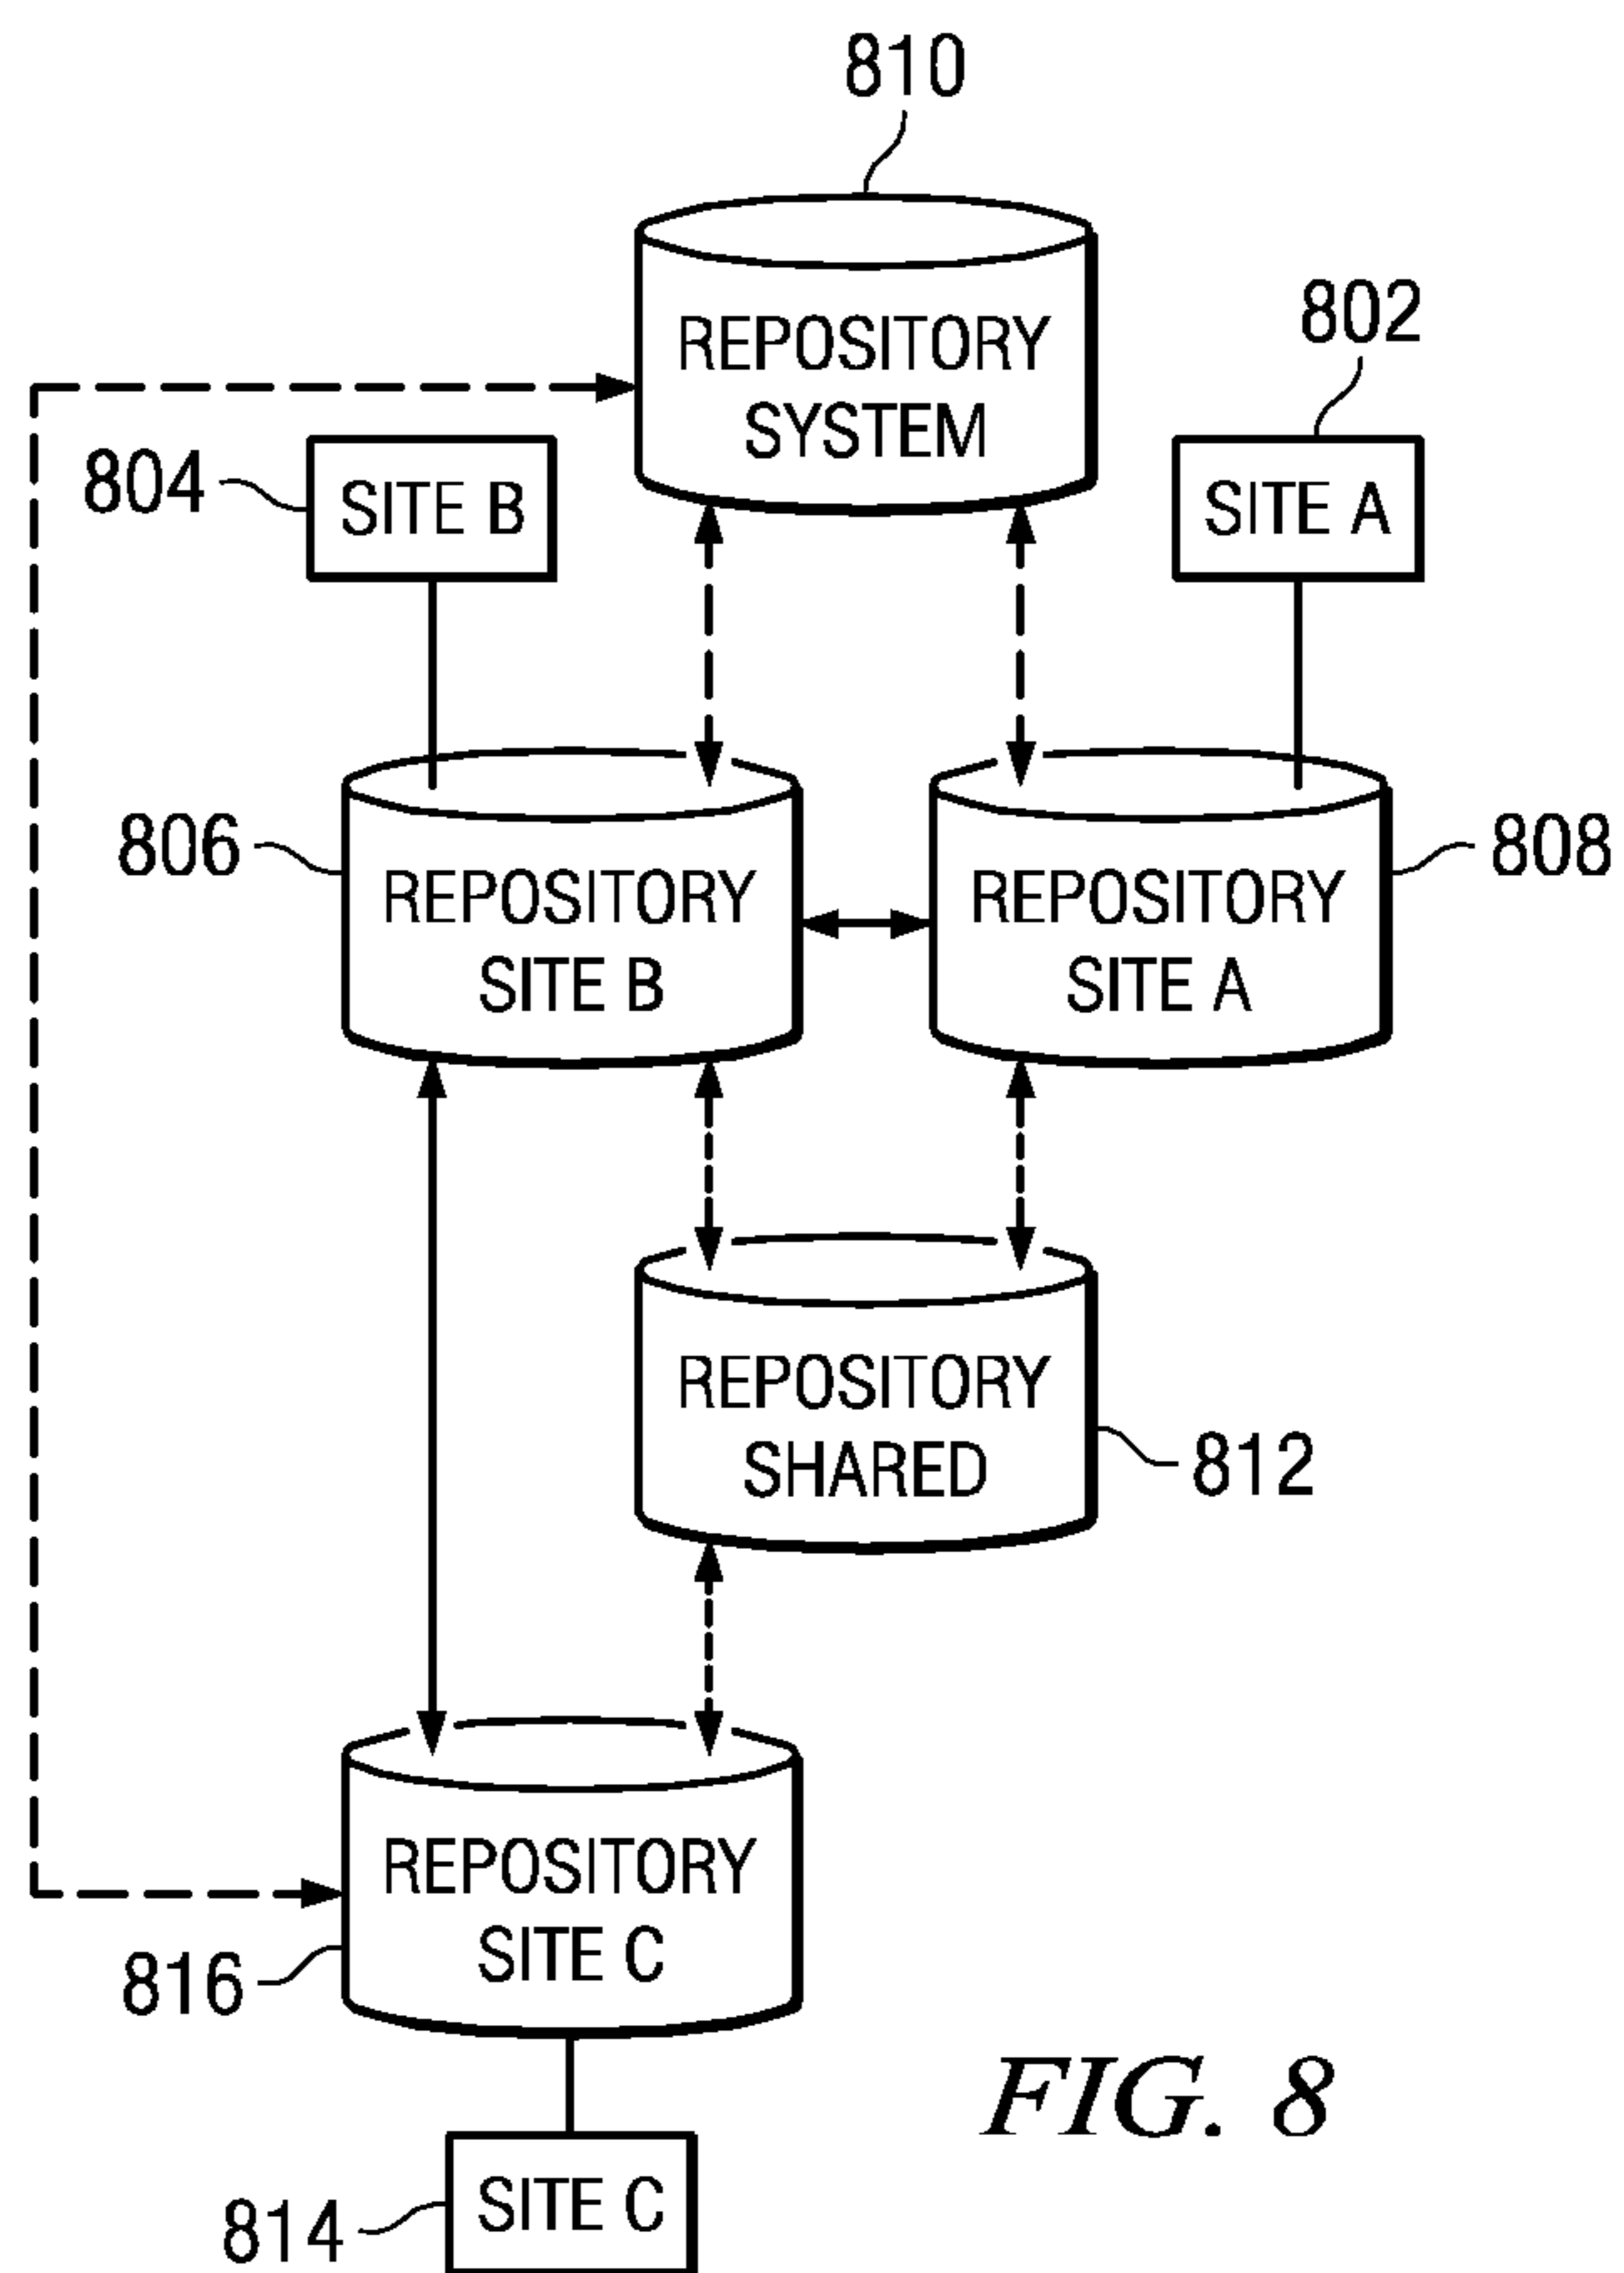 810
REPOSITORY
SYSTEM
802
804
SITE B
SITE A
806
REPOSITORY
SITE B
REPOSITORY
SITE A
808
REPOSITORY
SHARED
812
REPOSITORY
SITE C
816
FIG. 8
SITE C
814